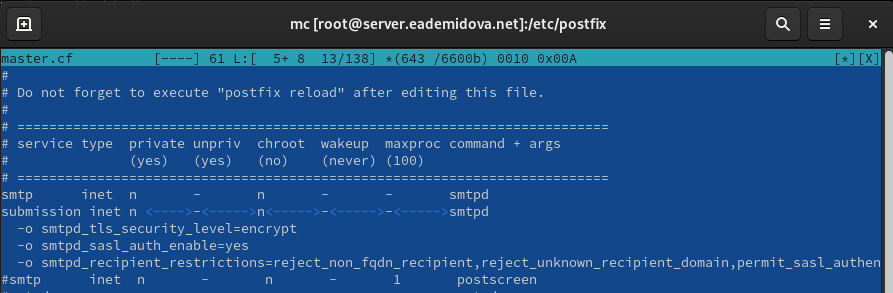 mc [root@server.eademidova.net]:/etc/postfix
master.cf          [----] 61 L:[  5+ 8  13/138] *(643 /6600b) 0010 0x00A                                [*][X]
#
# Do not forget to execute "postfix reload" after editing this file.
#
# ==========================================================================
# service type  private unpriv  chroot  wakeup  maxproc command + args
#               (yes)   (yes)   (no)    (never) (100)
# ==========================================================================
smtp      inet  n       -       n       -       -       smtpd
submission inet n <---->-<----->n<------>-<----->-<----->smtpd
  -o smtpd_tls_security_level=encrypt
  -o smtpd_sasl_auth_enable=yes
  -o smtpd_recipient_restrictions=reject_non_fqdn_recipient,reject_unknown_recipient_domain,permit_sasl_authen
#smtp      inet  n       -       n       -       1       postscreen